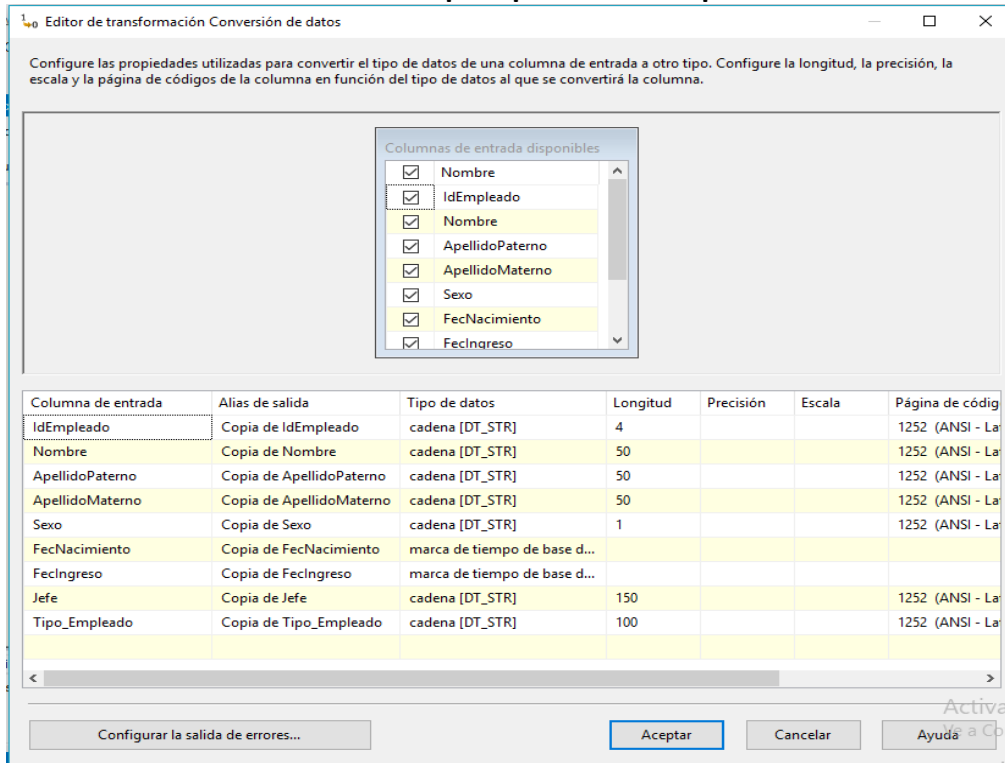 Editor de transformación Conversión de datos
Configure las propiedades utilizadas para convertir el tipo de datos de una columna de entrada a otro tipo. Configure la longitud, la precisión, la
escala y la página de códigos de la columna en función del tipo de datos al que se convertirá la columna.
Columnas de entrada disponibles
Nombre
IdEmpleado
Nombre
ApellidoPaterno
ApellidoMaterno
Sexo
FecNacimiento
FecIngreso
Columna de entrada Alias de salida Tipo de datos Longitud Precisión Escala Página de códig
IdEmpleado Copia de IdEmpleado cadena [DT_STR] 4 1252 (ANSI - La
Nombre Copia de Nombre cadena [DT_STR] 50 1252 (ANSI - La
ApellidoPaterno Copia de ApellidoPaterno cadena [DT_STR] 50 1252 (ANSI - La
ApellidoMaterno Copia de ApellidoMaterno cadena [DT_STR] 50 1252 (ANSI - La
Sexo Copia de Sexo cadena [DT_STR] 1 1252 (ANSI - La
FecNacimiento Copia de FecNacimiento marca de tiempo de base d...
FecIngreso Copia de FecIngreso marca de tiempo de base d...
Jefe Copia de Jefe cadena [DT_STR] 150 1252 (ANSI - La
Tipo_Empleado Copia de Tipo_Empleado cadena [DT_STR] 100 1252 (ANSI - La
Activa
Configurar la salida de errores... Aceptar Cancelar Ayuda
Ve a Co